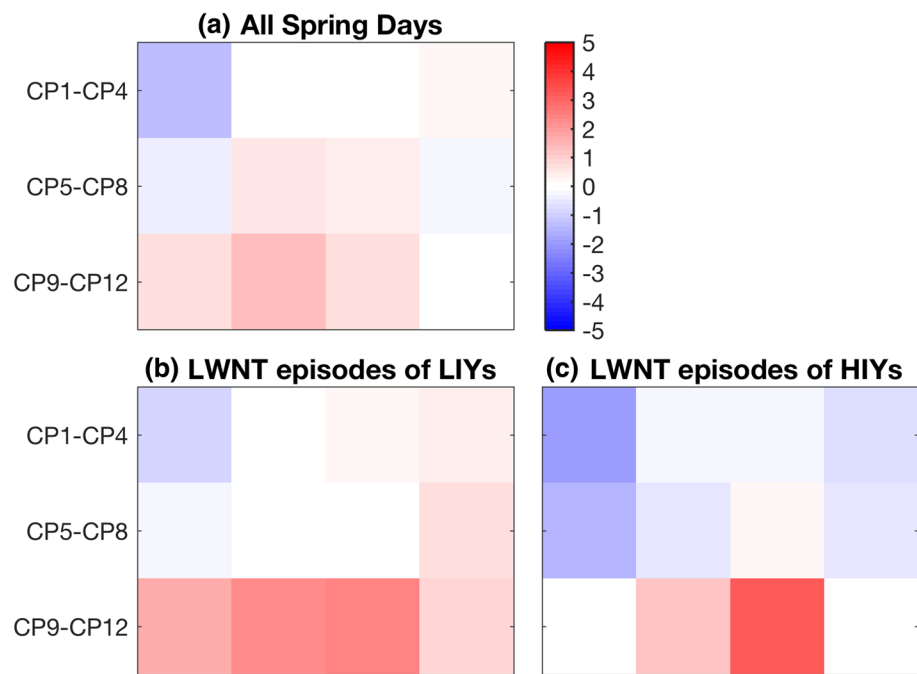 (a) All Spring Days
CP1-CP4
CP5-CP8
CP9-CP12
5
4
3
2
1
0
-1
-2
-3
-4
-5
(b) LWNT episodes of LIYs
(c) LWNT episodes of HIYs
CP1-CP4
CP5-CP8
CP9-CP12